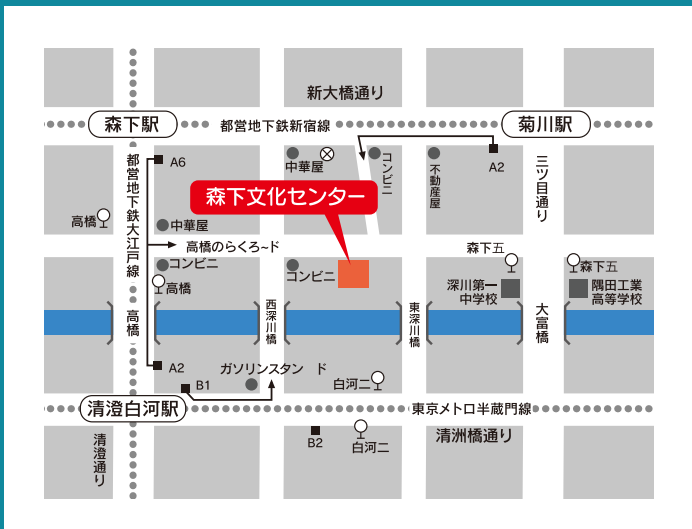 新大橋通り
森下駅
都営地下鉄新宿線
菊川駅
A6
中華屋
コンビニ
不動産屋
A2
三ツ目通り
都営地下鉄大江戸線
森下文化センター
高橋
中華屋
高橋のらくろ~ド
森下五
コンビニ
高橋
コンビニ
深川第一
中学校
森下五
隅田工業
高等学校
高橋
西深川橋
東深川橋
大富橋
A2
ガソリンスタン ド
B1
白河二
清澄白河駅
東京メトロ半蔵門線
清澄通り
B2
白河二
清洲橋通り